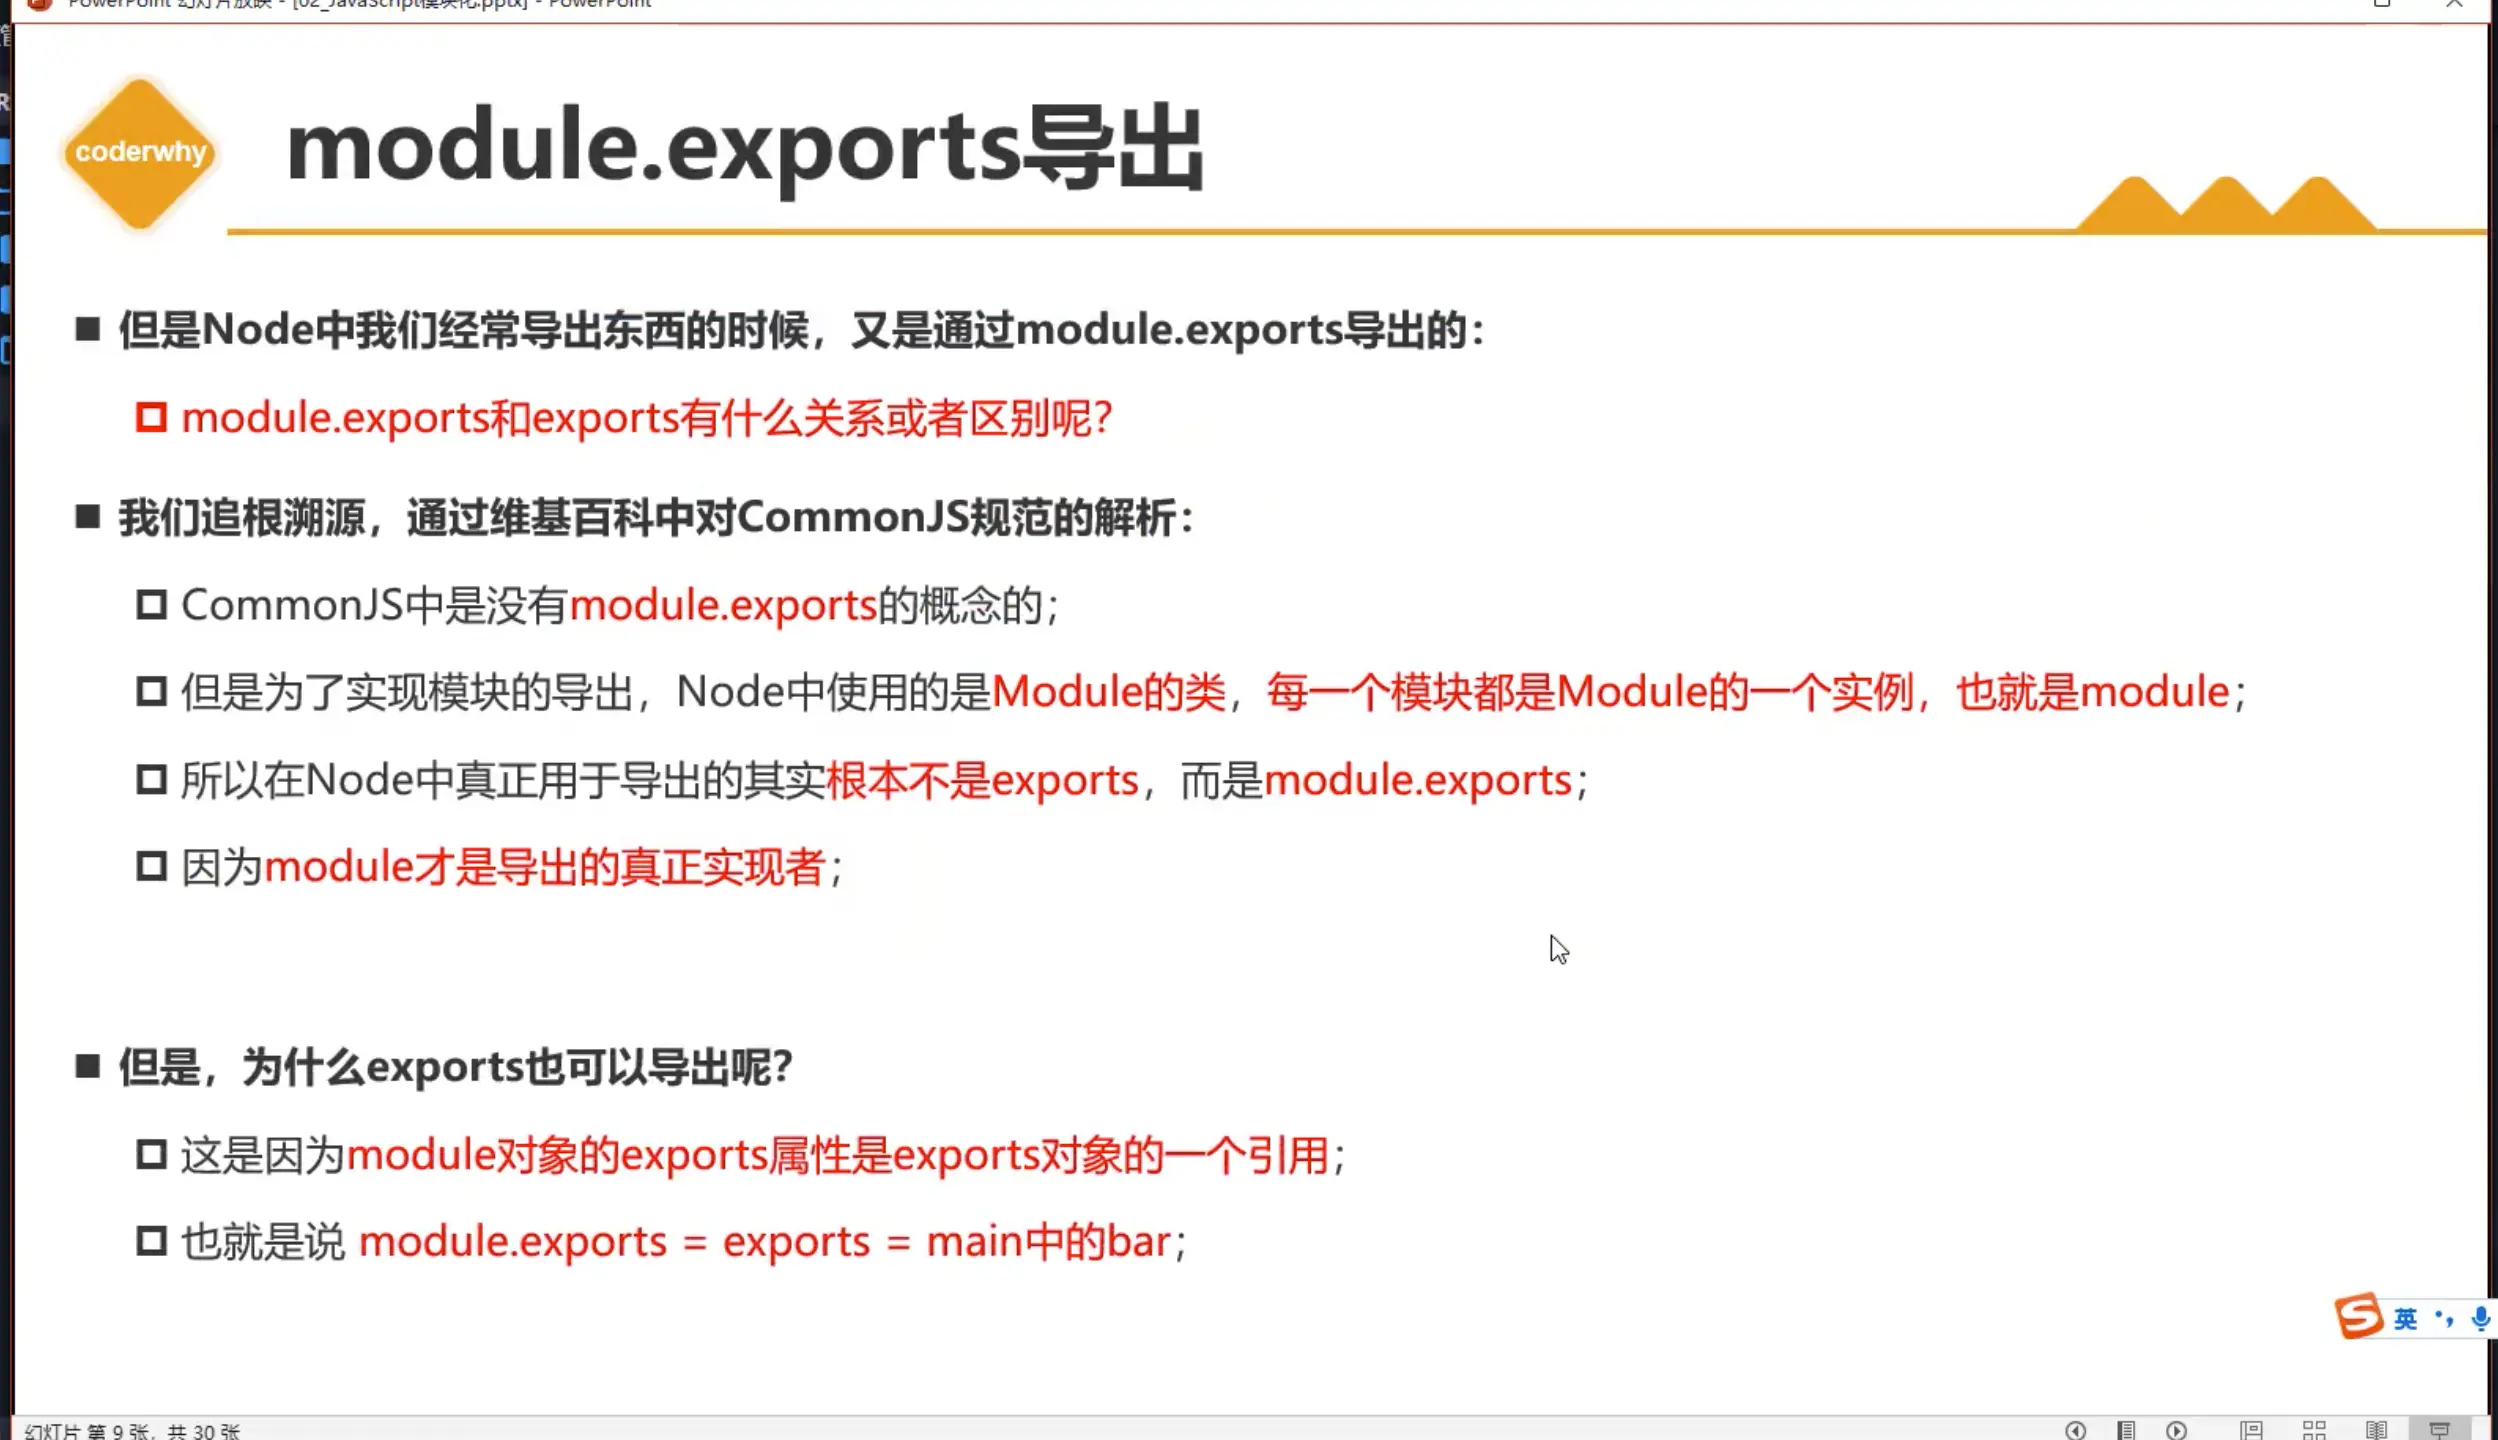 PowerPoint 幻灯片放映 - [02_JavaScript模块化.pptx] - PowerPoint
coderwhy
module.exports导出
但是Node中我们经常导出东西的时候，又是通过module.exports导出的：
module.exports和exports有什么关系或者区别呢？
我们追根溯源，通过维基百科中对CommonJS规范的解析：
CommonJS中是没有module.exports的概念的；
但是为了实现模块的导出，Node中使用的是Module的类，每一个模块都是Module的一个实例，也就是module；
所以在Node中真正用于导出的其实根本不是exports，而是module.exports；
因为module才是导出的真正实现者；
但是，为什么exports也可以导出呢？
这是因为module对象的exports属性是exports对象的一个引用；
也就是说 module.exports = exports = main中的bar；
英
幻灯片 第 9 张，共 30 张